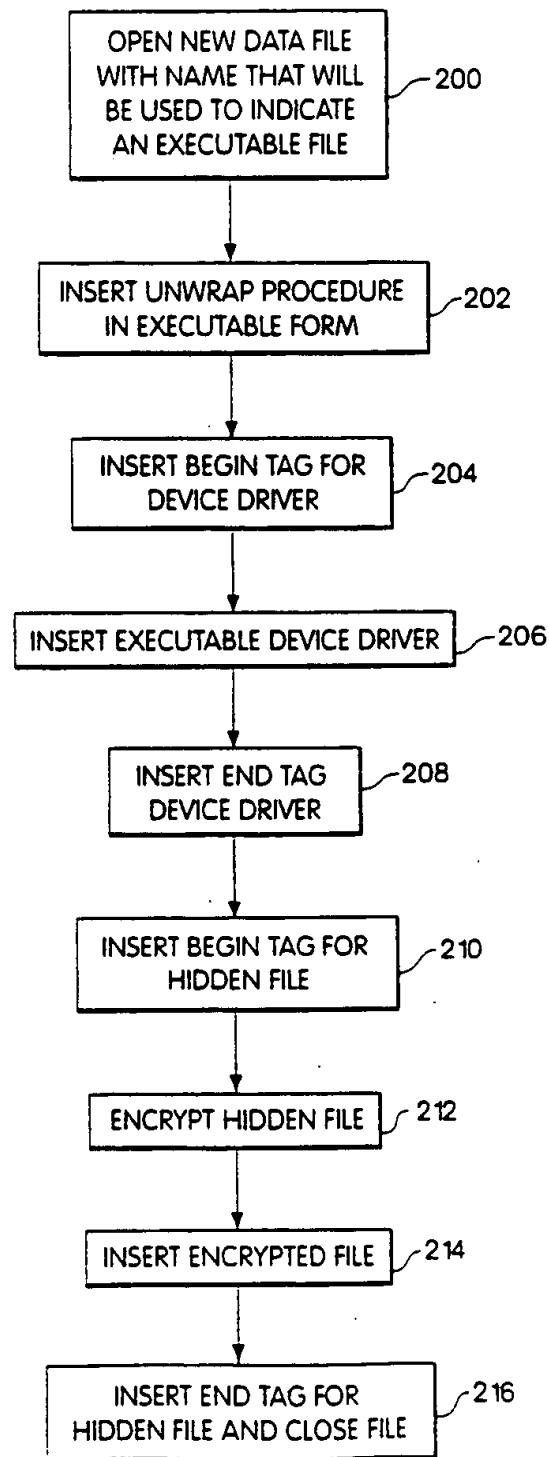 OPEN NEW DATA FILE
WITH NAME THAT WILL
BE USED TO INDICATE
AN EXECUTABLE FILE
200
INSERT UNWRAP PROCEDURE
IN EXECUTABLE FORM
202
INSERT BEGIN TAG FOR
DEVICE DRIVER
204
INSERT EXECUTABLE DEVICE DRIVER
206
INSERT END TAG
DEVICE DRIVER
208
INSERT BEGIN TAG FOR
HIDDEN FILE
210
ENCRYPT HIDDEN FILE
212
INSERT ENCRYPTED FILE
214
INSERT END TAG FOR
HIDDEN FILE AND CLOSE FILE
216